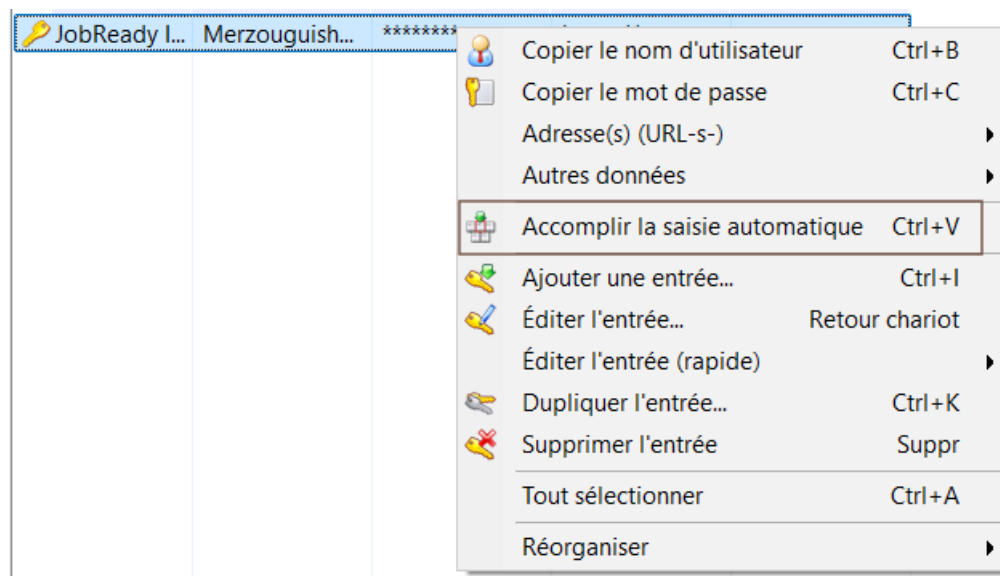 JobReady I... Merzouguish... ********
Copier le nom d'utilisateur Ctrl+B
Copier le mot de passe Ctrl+C
Adresse(s) (URL-s-)
Autres données
Accomplir la saisie automatique Ctrl+V
Ajouter une entrée... Ctrl+I
Éditer l'entrée... Retour chariot
Éditer l'entrée (rapide)
Dupliquer l'entrée... Ctrl+K
Supprimer l'entrée Suppr
Tout sélectionner Ctrl+A
Réorganiser